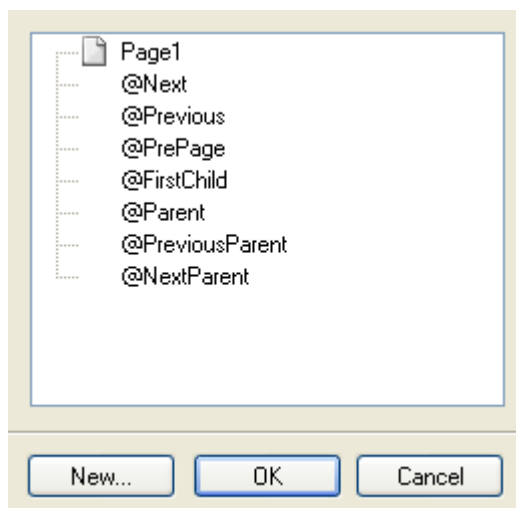 Page1
@Next
@Previous
@PrePage
@FirstChild
@Parent
@PreviousParent
@NextParent
New... OK Cancel